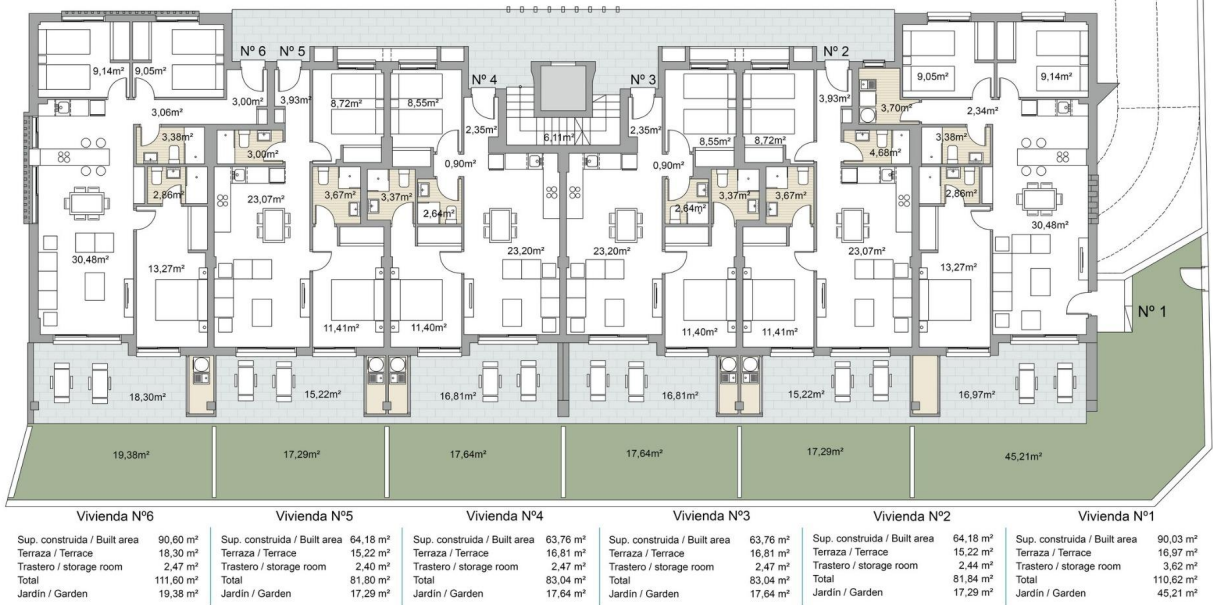 Nº 6
Nº 5
Nº 4
Nº 3
Nº 2
9,14m²
9,05m²
3,00m²
3,93m²
8,72m²
8,55m²
2,35m²
6,11m²
2,35m²
8,55m²
8,72m²
3,93m²
3,70m²
9,05m²
9,14m²
3,06m²
2,34m²
3,38m²
3,00m²
0,90m²
0,90m²
4,68m²
3,38m²
2,86m²
23,07m²
3,67m²
3,37m²
2,64m²
2,64m²
3,37m²
3,67m²
2,86m²
30,48m²
13,27m²
23,20m²
23,20m²
23,07m²
13,27m²
30,48m²
11,41m²
11,40m²
11,40m²
11,41m²
Nº 1
18,30m²
15,22m²
16,81m²
16,81m²
15,22m²
16,97m²
19,38m²
17,29m²
17,64m²
17,64m²
17,29m²
45,21m²
Vivienda Nº6
Sup. construida / Built area 90,60 m²
Terraza / Terrace 18,30 m²
Trastero / storage room 2,47 m²
Total 111,60 m²
Jardín / Garden 19,38 m²
Vivienda Nº5
Sup. construida / Built area 64,18 m²
Terraza / Terrace 15,22 m²
Trastero / storage room 2,40 m²
Total 81,80 m²
Jardín / Garden 17,29 m²
Vivienda Nº4
Sup. construida / Built area 63,76 m²
Terraza / Terrace 16,81 m²
Trastero / storage room 2,47 m²
Total 83,04 m²
Jardín / Garden 17,64 m²
Vivienda Nº3
Sup. construida / Built area 63,76 m²
Terraza / Terrace 16,81 m²
Trastero / storage room 2,47 m²
Total 83,04 m²
Jardín / Garden 17,64 m²
Vivienda Nº2
Sup. construida / Built area 64,18 m²
Terraza / Terrace 15,22 m²
Trastero / storage room 2,44 m²
Total 81,84 m²
Jardín / Garden 17,29 m²
Vivienda Nº1
Sup. construida / Built area 90,03 m²
Terraza / Terrace 16,97 m²
Trastero / storage room 3,62 m²
Total 110,62 m²
Jardín / Garden 45,21 m²